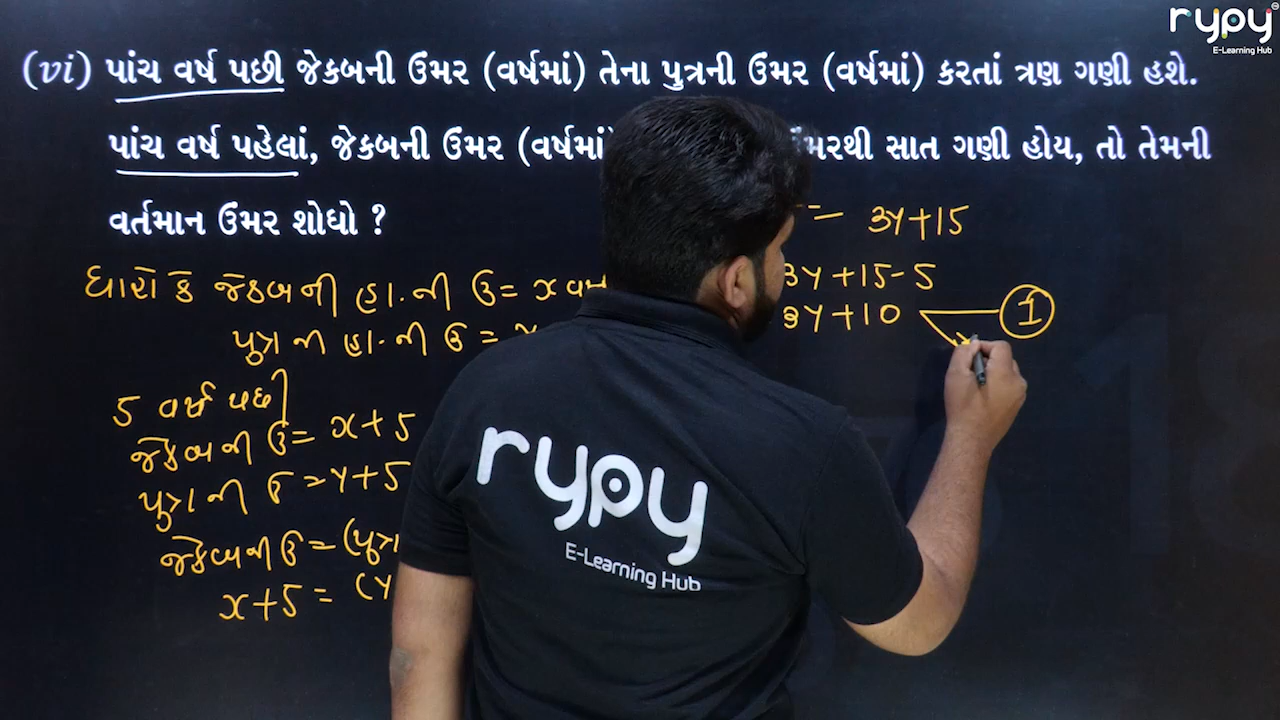 rypy
E-Learning Hub
(vi) પાંચ વર્ષ પછી જેકબની ઉંમર (વર્ષમાં) તેના પુત્રની ઉંમર (વર્ષમાં) કરતાં ત્રણ ગણી હશે.
પાંચ વર્ષ પહેલાં, જેકબની ઉંમર (વર્ષમાં સાત ગણી હોય, તો તેમની
વર્તમાન ઉંમર શોધો ?
ધારો કે જેકબની હા.ની ઉ = x
પુત્ર ની હા.ની ઉ =
5 વર્ષ પછી
જેકબની ઉ = x+5
પુત્રની ઉ = y+5
જેકબની ઉ = (પુત્ર
x+5 = (y
= 3y+15
3y+15-5
3y+10 1
rypy
E-Learning Hub